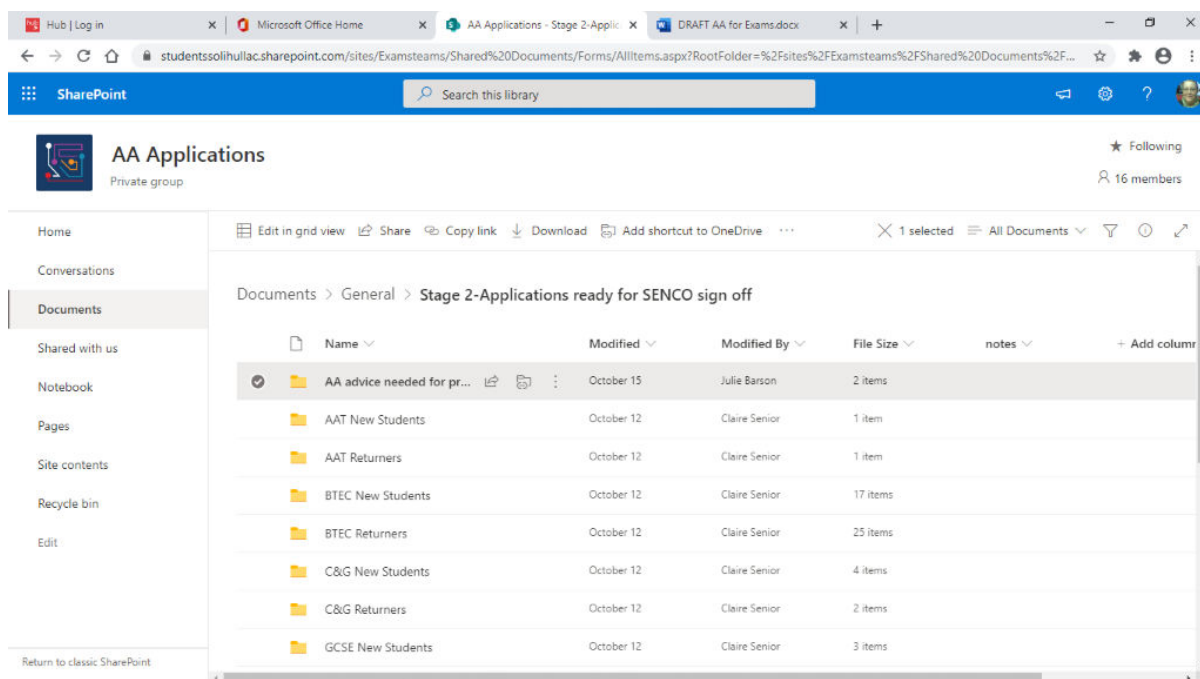 hub Hub | Log in Microsoft Office Home AA Applications - Stage 2-Applic DRAFT AA for Exams.docx
studentssolihullac.sharepoint.com/sites/Examsteams/Shared%20Documents/Forms/AllItems.aspx?RootFolder=%2Fsites%2FExamsteams%2FShared%20Documents%2F...
SharePoint Search this library
AA Applications
Private group
Following
16 members
Home
Conversations
Documents
Shared with us
Notebook
Pages
Site contents
Recycle bin
Edit
Return to classic SharePoint
Edit in grid view Share Copy link Download Add shortcut to OneDrive ··· 1 selected All Documents
Documents > General > Stage 2-Applications ready for SENCO sign off
Name Modified Modified By File Size notes + Add column
AA advice needed for pr... October 15 Julie Barson 2 items
AAT New Students October 12 Claire Senior 1 item
AAT Returners October 12 Claire Senior 1 item
BTEC New Students October 12 Claire Senior 17 items
BTEC Returners October 12 Claire Senior 25 items
C&G New Students October 12 Claire Senior 4 items
C&G Returners October 12 Claire Senior 2 items
GCSE New Students October 12 Claire Senior 3 items